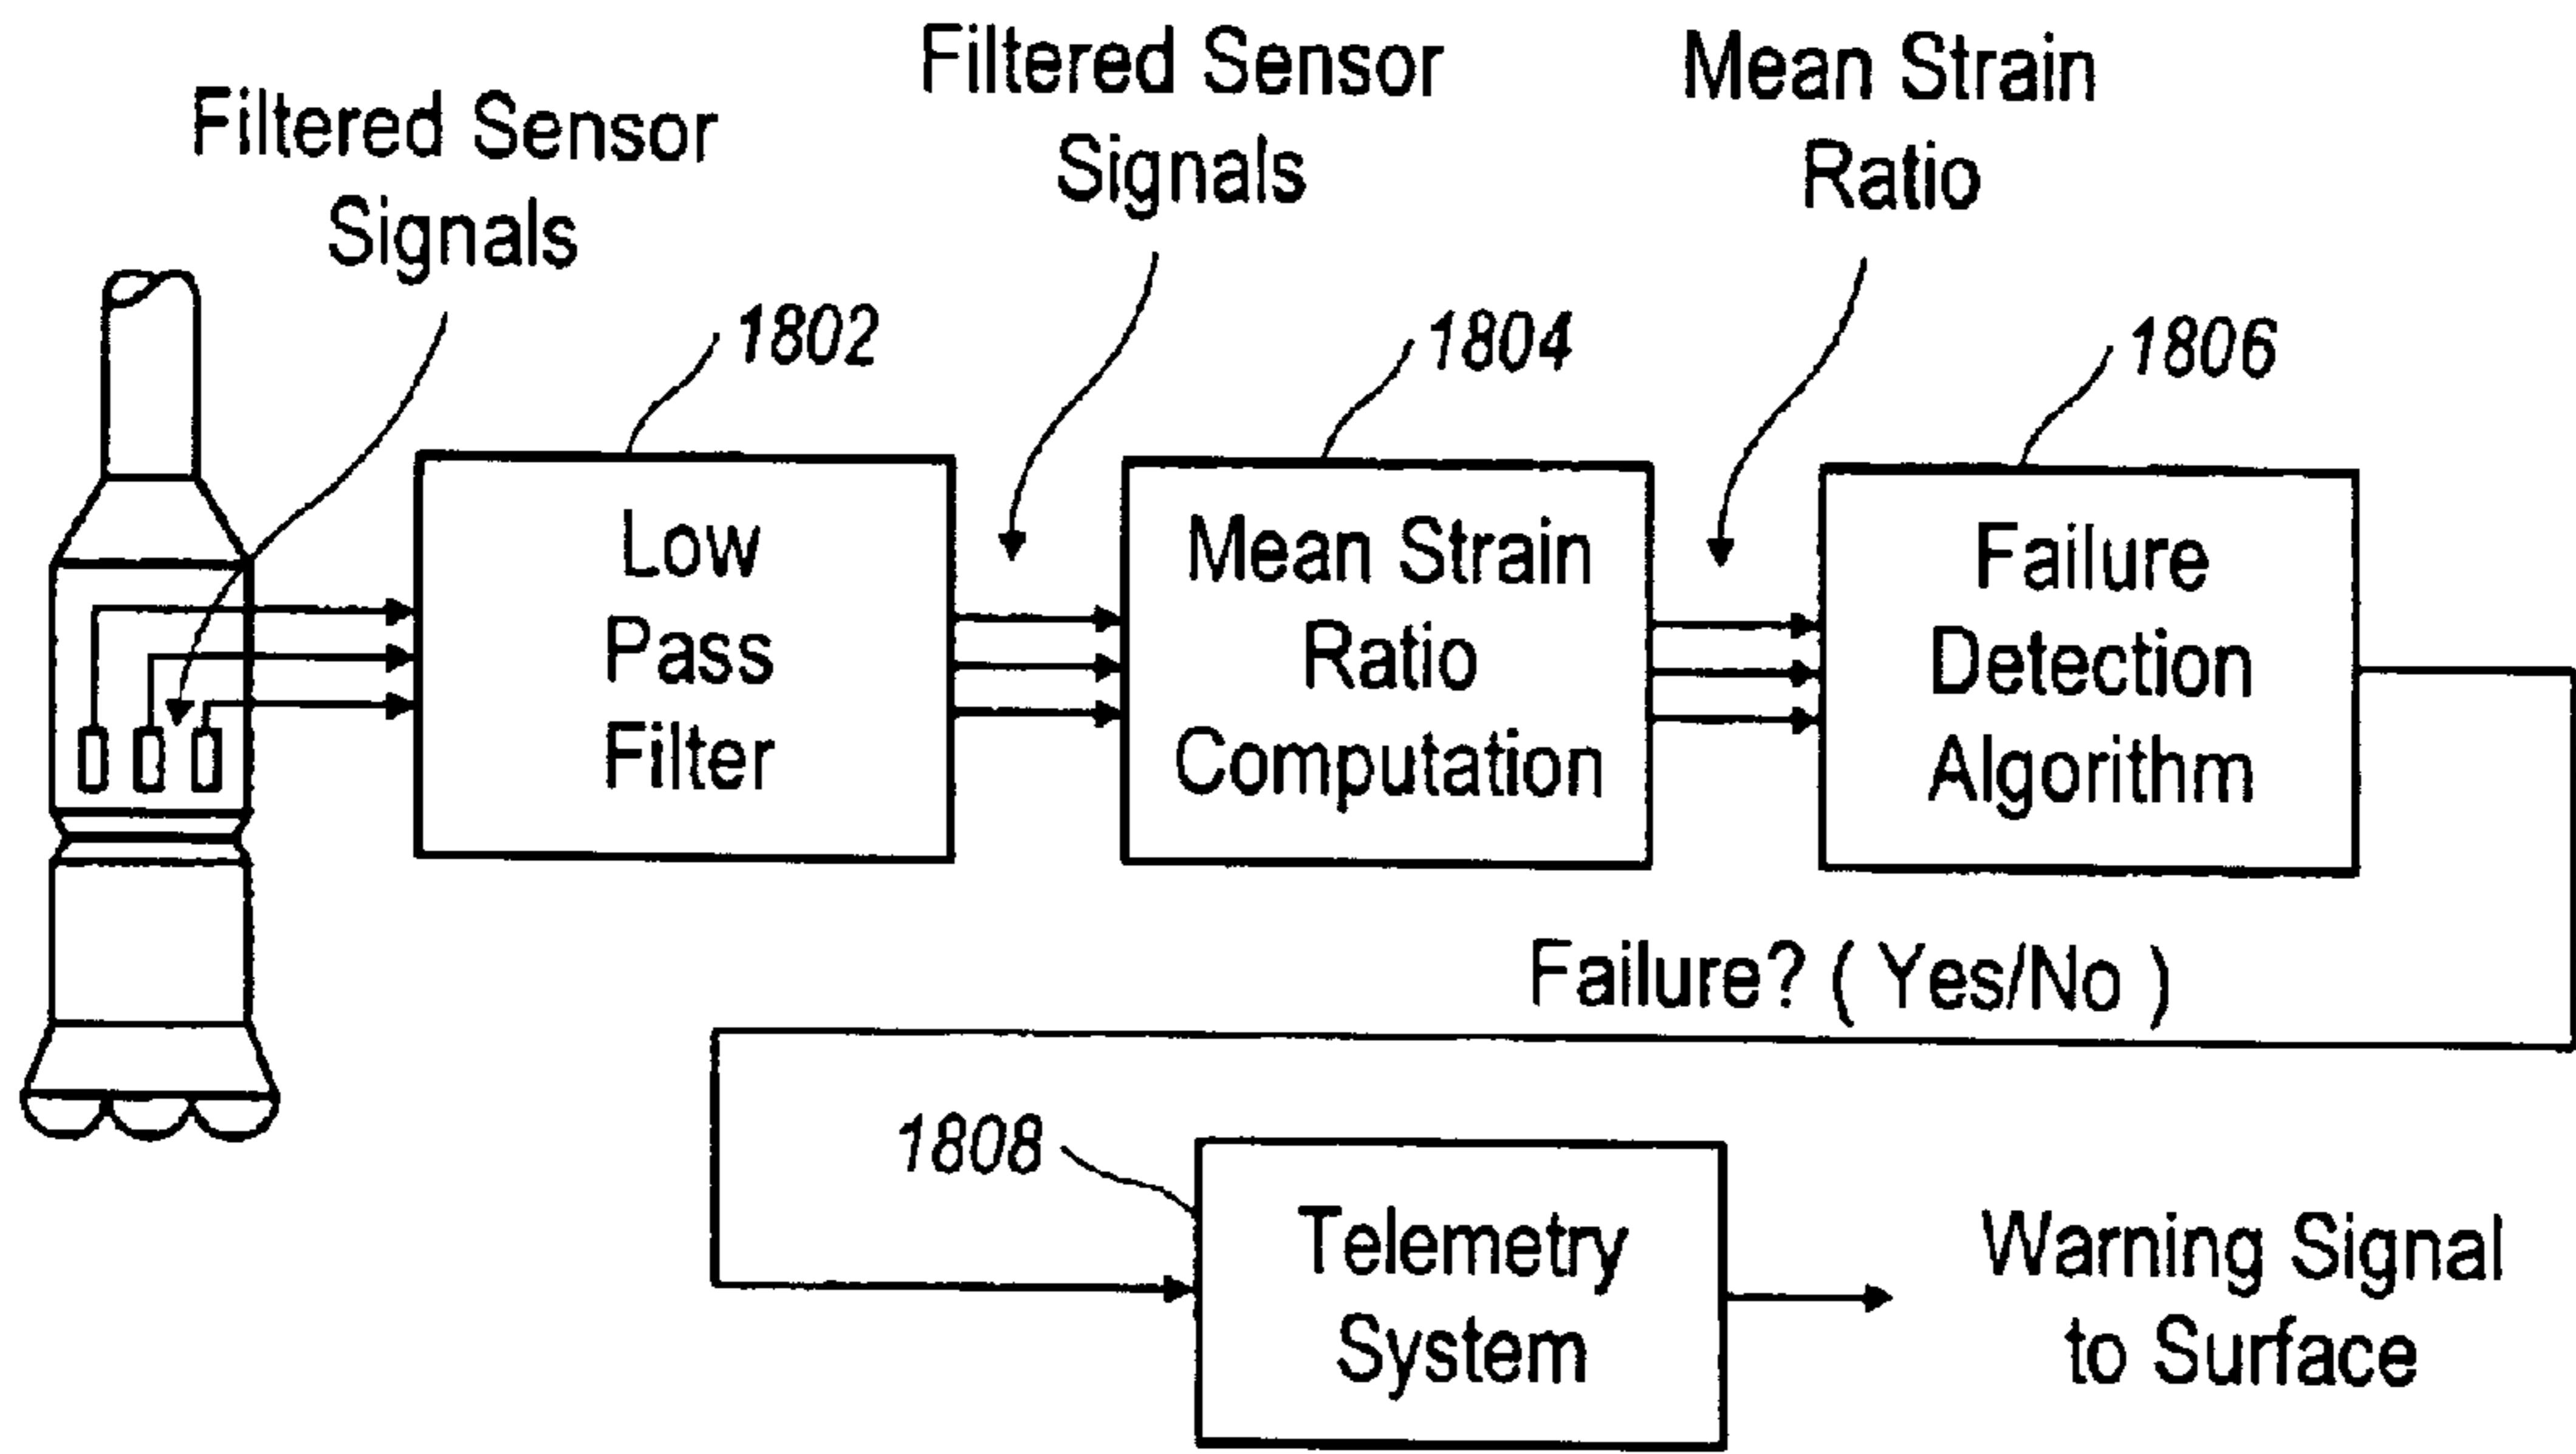 Filtered Sensor
Signals
Filtered Sensor
Signals
Mean Strain
Ratio
1802
1804
1806
Low
Pass
Filter
Mean Strain
Ratio
Computation
Failure
Detection
Algorithm
Failure? ( Yes/No )
1808
Telemetry
System
Warning Signal
to Surface